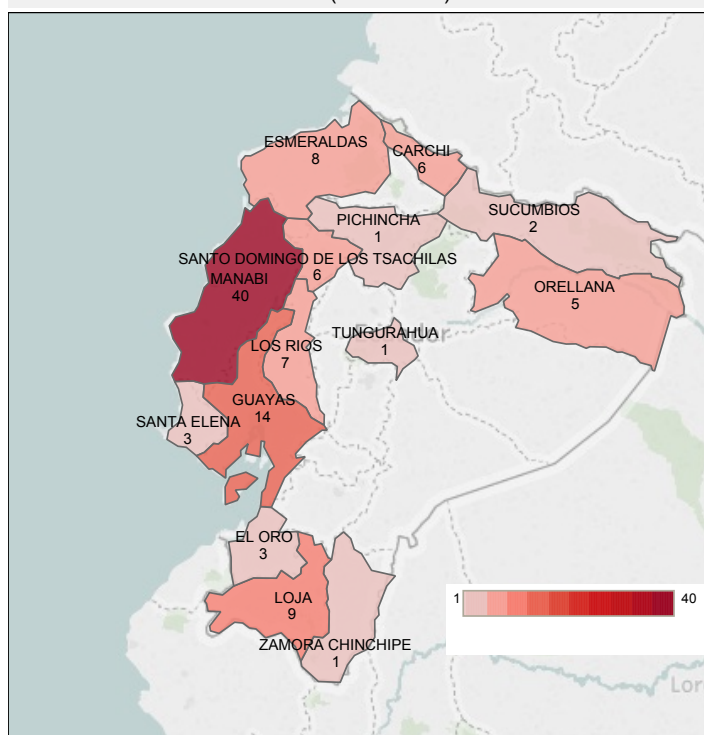 ESMERALDAS
8
CARCHI
6
SUCUMBIOS
2
PICHINCHA
1
SANTO DOMINGO DE LOS TSACHILAS
6
MANABI
40
ORELLANA
5
TUNGURAHUA
1
LOS RIOS
7
GUAYAS
14
SANTA ELENA
3
EL ORO
3
LOJA
9
ZAMORA CHINCHIPE
1
1 40